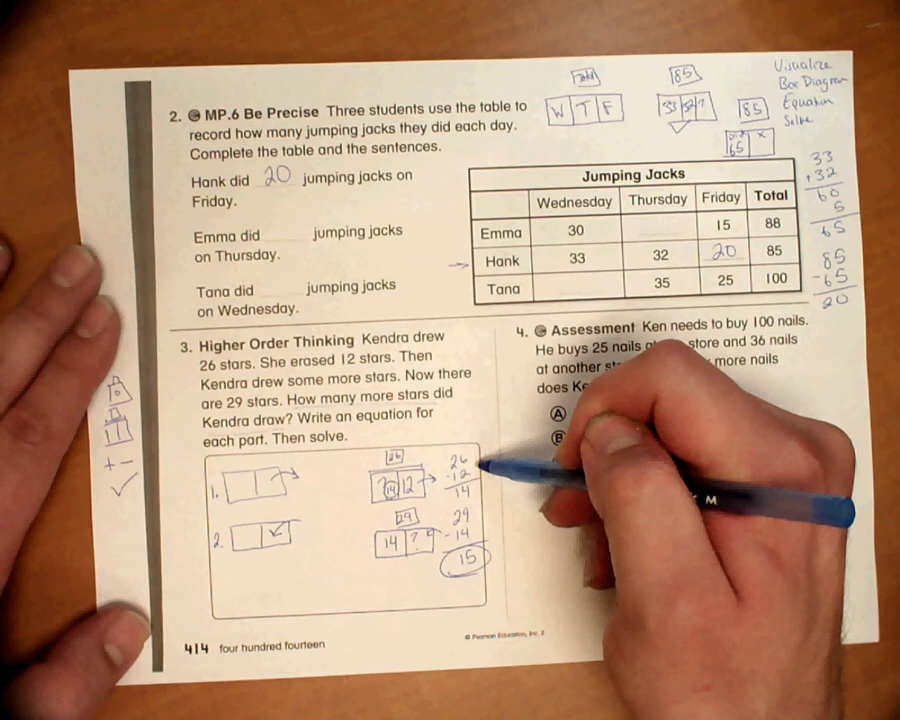 2. MP.6 Be Precise Three students use the table to
record how many jumping jacks they did each day.
Complete the table and the sentences.
Hank did 20 jumping jacks on
Friday.
Emma did jumping jacks
on Thursday.
Tana did jumping jacks
on Wednesday.
Total
W T F
85
33 32 ?
85
65 x
Visualize
Box Diagram
Equation
Solve
Jumping Jacks
Wednesday Thursday Friday Total
Emma 30 15 88
Hank 33 32 20 85
Tana 35 25 100
33
+32
60
5
65
85
-65
20
3. Higher Order Thinking Kendra drew
26 stars. She erased 12 stars. Then
Kendra drew some more stars. Now there
are 29 stars. How many more stars did
Kendra draw? Write an equation for
each part. Then solve.
+ -
1.
26
14 12
26
-12
14
2.
29
14 ?
29
-14
15
4. Assessment Ken needs to buy 100 nails.
He buys 25 nails store and 36 nails
at another more nails
does
A
B
414 four hundred fourteen
© Pearson Education, Inc. 2